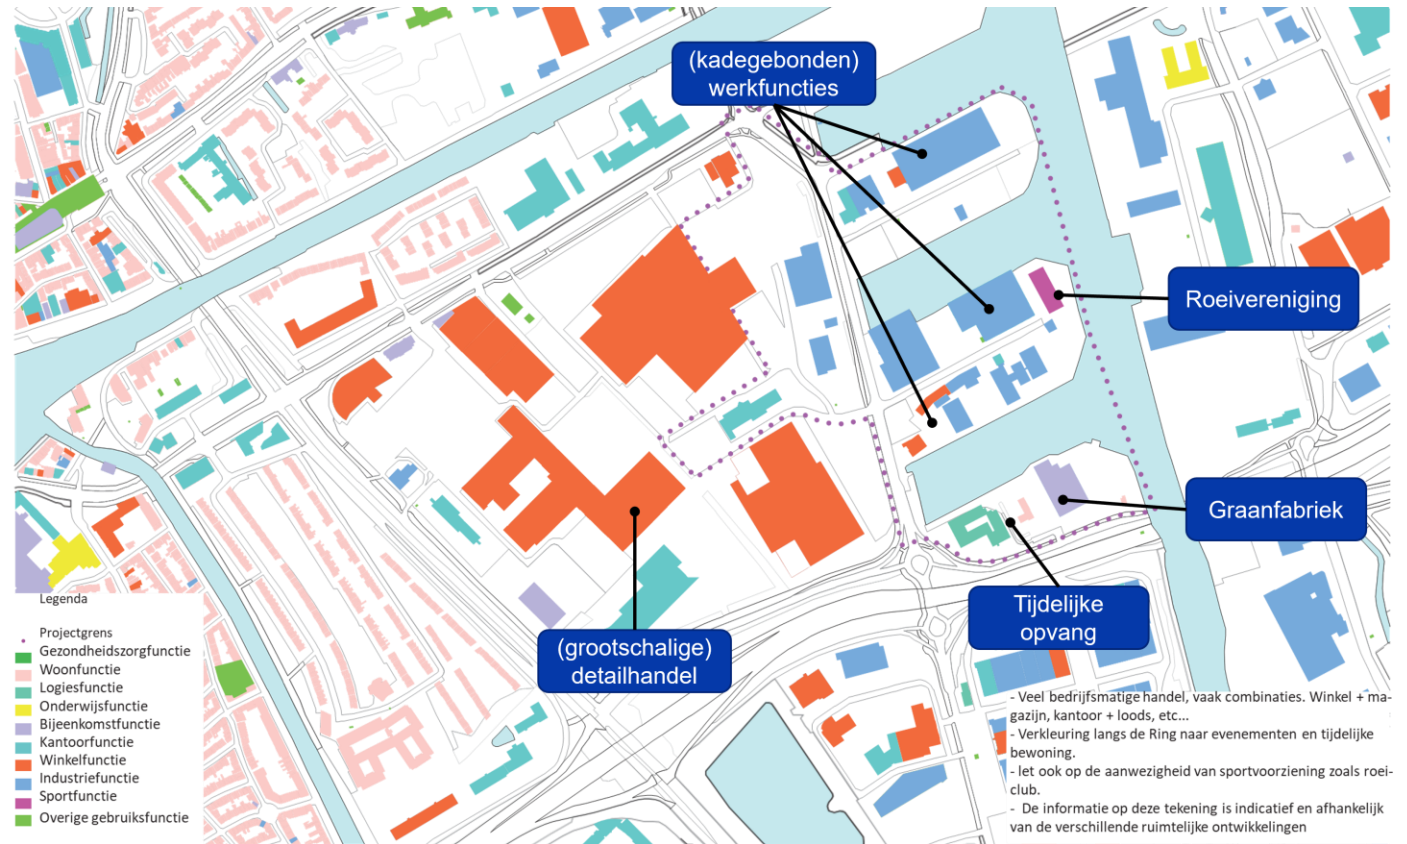 (kadegebonden)
werkfuncties
Roeivereniging
Graanfabriek
Tijdelijke
opvang
(grootschalige)
detailhandel
Legenda
Projectgrens
Gezondheidszorgfunctie
Woonfunctie
Logiesfunctie
Onderwijsfunctie
Bijeenkomstfunctie
Kantoorfunctie
Winkelfunctie
Industriefunctie
Sportfunctie
Overige gebruiksfunctie
- Veel bedrijfsmatige handel, vaak combinaties. Winkel + ma-
gazijn, kantoor + loods, etc...
- Verkleuring langs de Ring naar evenementen en tijdelijke
bewoning.
- let ook op de aanwezigheid van sportvoorziening zoals roei-
club.
- De informatie op deze tekening is indicatief en afhankelijk
van de verschillende ruimtelijke ontwikkelingen